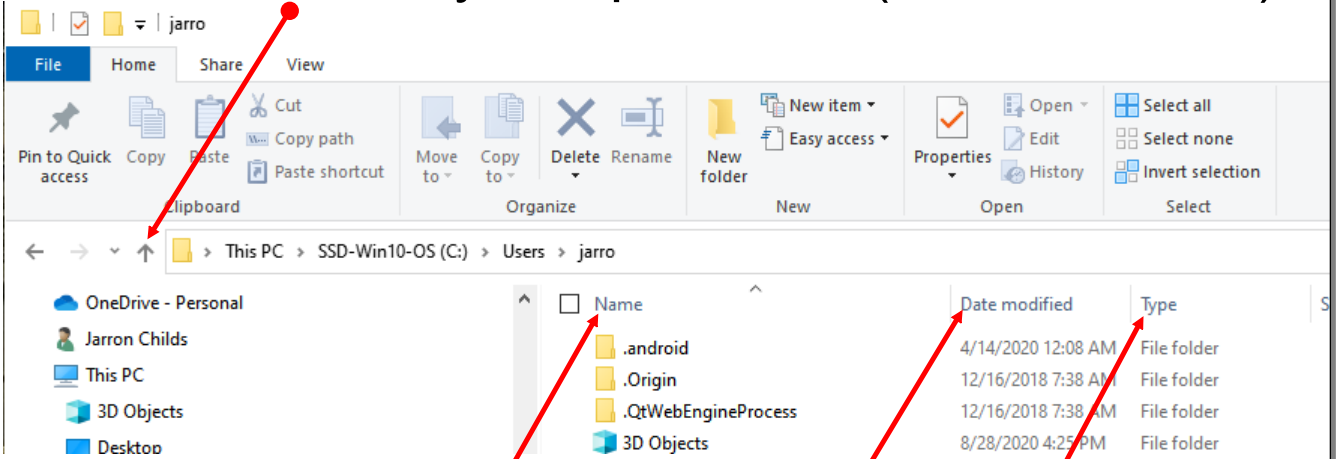 jarro
File Home Share View
Pin to Quick access
Copy
Paste
Cut
Copy path
Paste shortcut
Clipboard
Move to
Copy to
Delete
Rename
Organize
New folder
New item
Easy access
New
Properties
Open
Edit
History
Open
Select all
Select none
Invert selection
Select
This PC > SSD-Win10-OS (C:) > Users > jarro
OneDrive - Personal
Jarron Childs
This PC
3D Objects
Desktop
Name Date modified Type S
.android 4/14/2020 12:08 AM File folder
.Origin 12/16/2018 7:38 AM File folder
.QtWebEngineProcess 12/16/2018 7:38 AM File folder
3D Objects 8/28/2020 4:25 PM File folder